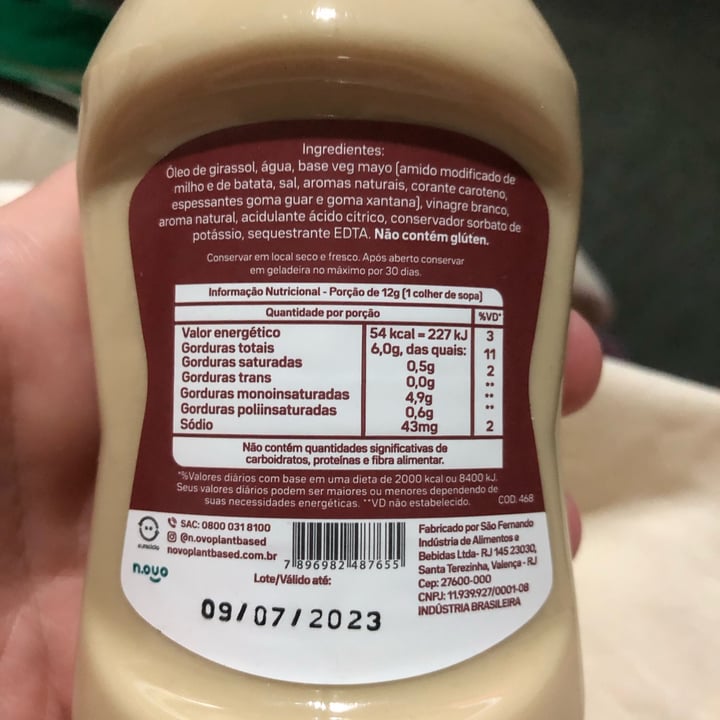 Ingredientes:
Óleo de girassol, água, base veg mayo (amido modificado de
milho e de batata, sal, aromas naturais, corante caroteno,
espessantes goma guar e goma xantana), vinagre branco,
aroma natural, acidulante ácido cítrico, conservador sorbato de
potássio, sequestrante EDTA. Não contém glúten.
Conservar em local seco e fresco. Após aberto conservar
em geladeira no máximo por 30 dias.
Informação Nutricional - Porção de 12g (1 colher de sopa)
Quantidade por porção %VD*
Valor energético 54 kcal = 227 kJ 3
Gorduras totais 6,0g, das quais: 11
Gorduras saturadas 0,5g 2
Gorduras trans 0,0g **
Gorduras monoinsaturadas 4,9g **
Gorduras poliinsaturadas 0,6g **
Sódio 43mg 2
Não contém quantidades significativas de
carboidratos, proteínas e fibra alimentar.
*%Valores diários com base em uma dieta de 2000 kcal ou 8400 kJ.
Seus valores diários podem ser maiores ou menores dependendo de
suas necessidades energéticas. **VD não estabelecido. COD. 468
eureciclo
SAC: 0800 031 8100
@n.ovoplantbased
novoplantbased.com.br
n.ovo
7 896982 487655
Lote/Válido até:
09/07/2023
Fabricado por São Fernando
Indústria de Alimentos e
Bebidas Ltda- RJ 145 23030,
Santa Terezinha, Valença - RJ
Cep: 27600-000
CNPJ: 11.939.927/0001-08
INDÚSTRIA BRASILEIRA